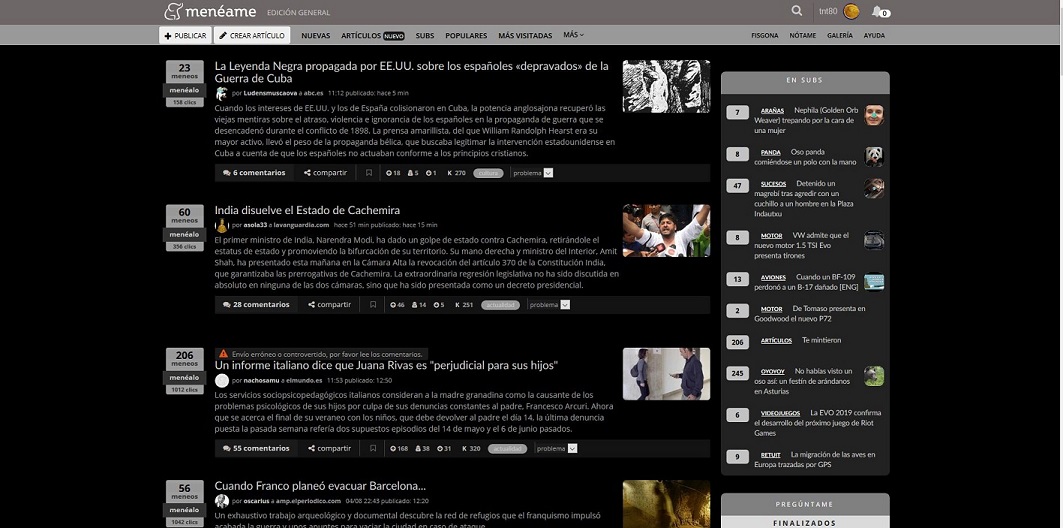 menéame EDICIÓN GENERAL
tnt80 0
PUBLICAR CREAR ARTÍCULO NUEVAS ARTÍCULOS NUEVO SUBS POPULARES MÁS VISITADAS MÁS FISGONA NÓTAME GALERÍA AYUDA
23
meneos
menéalo
158 clics
La Leyenda Negra propagada por EE.UU. sobre los españoles «depravados» de la
Guerra de Cuba
por Ludensmuscaova a abc.es 11:12 publicado: hace 5 min
Cuando los intereses de EE.UU. y los de España colisionaron en Cuba, la potencia anglosajona recuperó las
viejas mentiras sobre el atraso, violencia e ignorancia de los españoles en la propaganda de guerra que se
desencadenó durante el conflicto de 1898. La prensa amarillista, del que William Randolph Hearst era su
mayor activo, llevó el peso de la propaganda bélica, que buscaba legitimar la intervención estadounidense en
Cuba a cuenta de que los españoles no actuaban conforme a los principios cristianos.
6 comentarios compartir 18 5 1 K 270 cultura problema
60
meneos
menéalo
356 clics
India disuelve el Estado de Cachemira
por asola33 a lavanguardia.com hace 51 min publicado: hace 15 min
El primer ministro de India, Narendra Modi, ha dado un golpe de estado contra Cachemira, retirándole el
estatus de estado y promoviendo la bifurcación de su territorio. Su mano derecha y ministro del Interior, Amit
Shah, ha presentado esta mañana en la Cámara Alta la revocación del artículo 370 de la Constitución India,
que garantizaba las prerrogativas de Cachemira. La extraordinaria regresión legislativa no ha sido discutida en
absoluto en ninguna de las dos cámaras, sino que ha sido presentada como un decreto presidencial.
28 comentarios compartir 46 14 5 K 251 actualidad problema
206
meneos
menéalo
1012 clics
Envío erróneo o controvertido, por favor lee los comentarios.
Un informe italiano dice que Juana Rivas es "perjudicial para sus hijos"
por nachosamu a elmundo.es 11:53 publicado: 12:50
Los servicios sociopsicopedagógicos italianos consideran a la madre granadina como la causante de los
problemas psicológicos de sus hijos por culpa de sus denuncias constantes al padre, Francesco Arcuri. Ahora
que se acerca el final de su veraneo con los niños, que debe devolver al padre el día 14, la última denuncia
puesta la pasada semana refería dos supuestos episodios del 14 de mayo y el 6 de junio pasados.
55 comentarios compartir 168 38 31 K 320 actualidad problema
56
meneos
menéalo
1042 clics
Cuando Franco planeó evacuar Barcelona...
por oscarius a amp.elperiodico.com 04/08 22:43 publicado: 12:20
Un exhaustivo trabajo arqueológico y documental describe la red de refugios que el franquismo impulsó
acabada la guerra y unos apuntes para vaciar la ciudad en caso de ataque.
EN SUBS
7 ARAÑAS Nephila (Golden Orb
Weaver) trepando por la cara de
una mujer
8 PANDA Oso panda
comiéndose un polo con la mano
47 SUCESOS Detenido un
magrebí tras agredir con un
cuchillo a un hombre en la Plaza
Indautxu
8 MOTOR VW admite que el
nuevo motor 1.5 TSI Evo
presenta tirones
13 AVIONES Cuando un BF-109
perdonó a un B-17 dañado [ENG]
2 MOTOR De Tomaso presenta en
Goodwood el nuevo P72
206 ARTÍCULOS Te mintieron
245 OYOYOY No habías visto un
oso así: un festín de arándanos
en Asturias
6 VIDEOJUEGOS La EVO 2019 confirma
el desarrollo del próximo juego de Riot
Games
9 RETUIT La migración de las aves en
Europa trazadas por GPS
PREGÚNTAME
FINALIZADOS